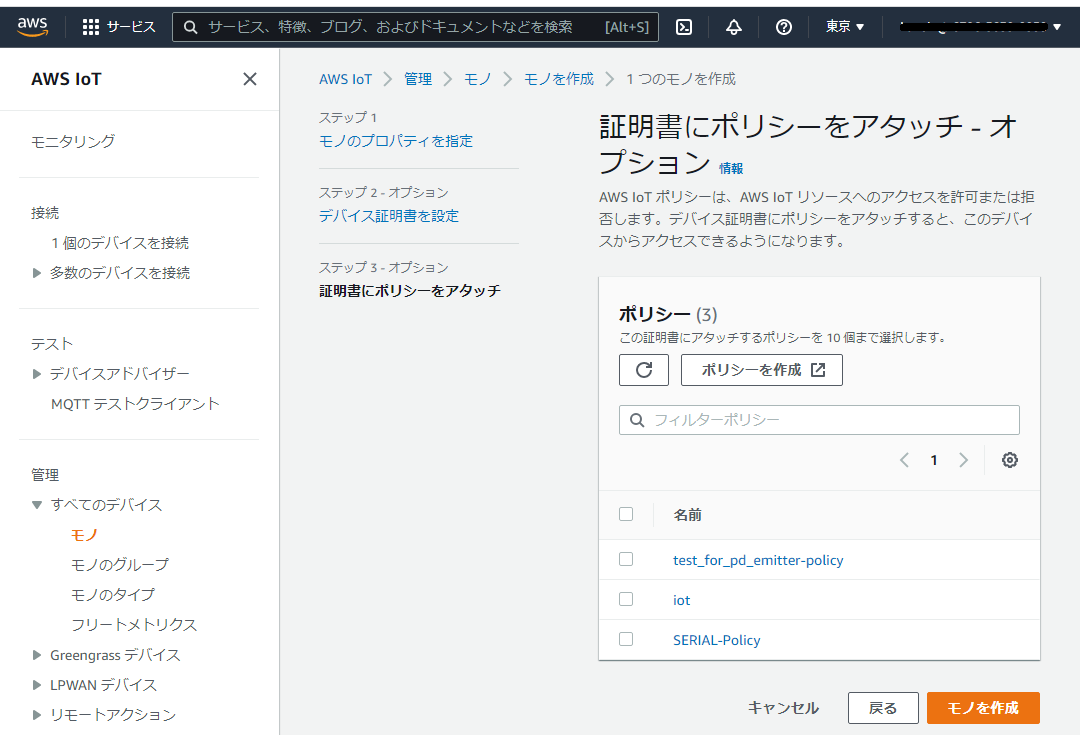 aws
サービス
サービス、特徴、ブログ、およびドキュメントなどを検索 [Alt+S]
東京
AWS IoT
モニタリング
接続
1 個のデバイスを接続
多数のデバイスを接続
テスト
デバイスアドバイザー
MQTT テストクライアント
管理
すべてのデバイス
モノ
モノのグループ
モノのタイプ
フリートメトリクス
Greengrass デバイス
LPWAN デバイス
リモートアクション
AWS IoT > 管理 > モノ > モノを作成 > 1 つのモノを作成
ステップ 1
モノのプロパティを指定
ステップ 2 - オプション
デバイス証明書を設定
ステップ 3 - オプション
証明書にポリシーをアタッチ
証明書にポリシーをアタッチ - オ
プション 情報
AWS IoT ポリシーは、AWS IoT リソースへのアクセスを許可または拒
否します。デバイス証明書にポリシーをアタッチすると、このデバイ
スからアクセスできるようになります。
ポリシー (3)
この証明書にアタッチするポリシーを 10 個まで選択します。
ポリシーを作成
フィルターポリシー
1
名前
test_for_pd_emitter-policy
iot
SERIAL-Policy
キャンセル
戻る
モノを作成